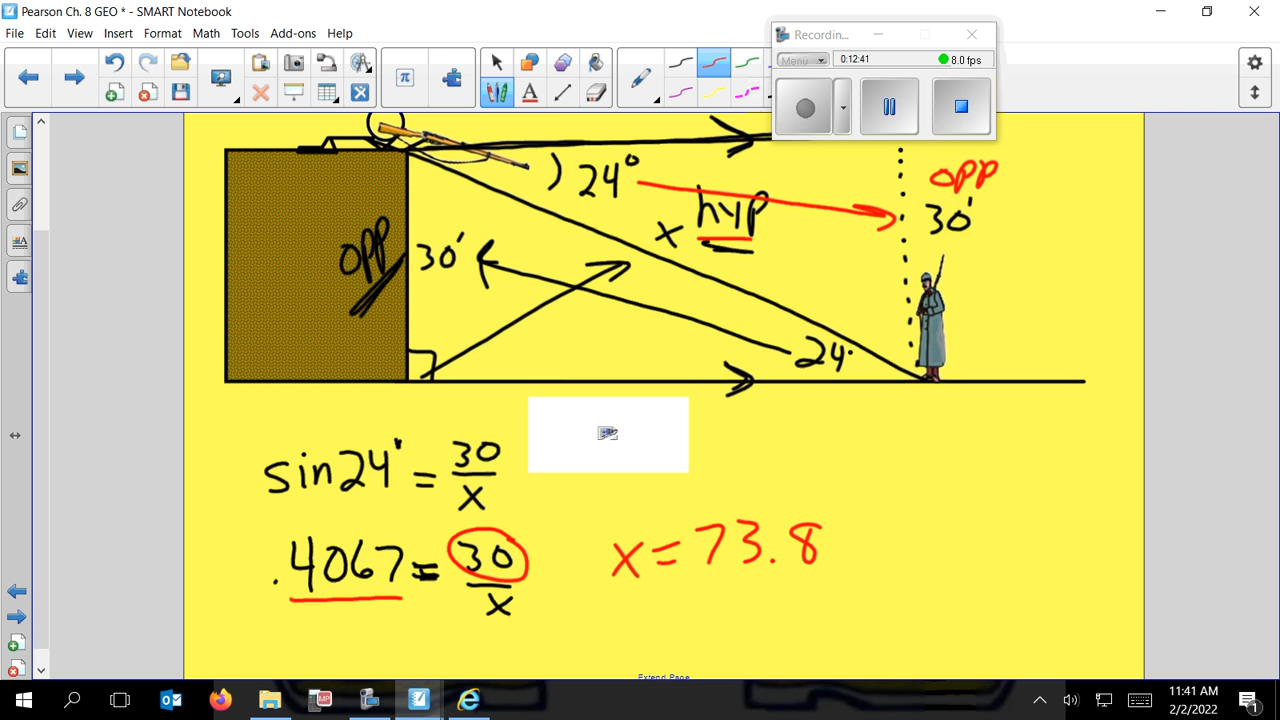 Pearson Ch. 8 GEO * - SMART Notebook
File Edit View Insert Format Math Tools Add-ons Help
Recordin...
Menu
0:12:41
8.0 fps
24°
opp
30'
hyp
x
opp
30'
24°
sin24° = 30/x
.4067 = 30/x
x = 73.8
Extend Page
11:41 AM
2/2/2022
1